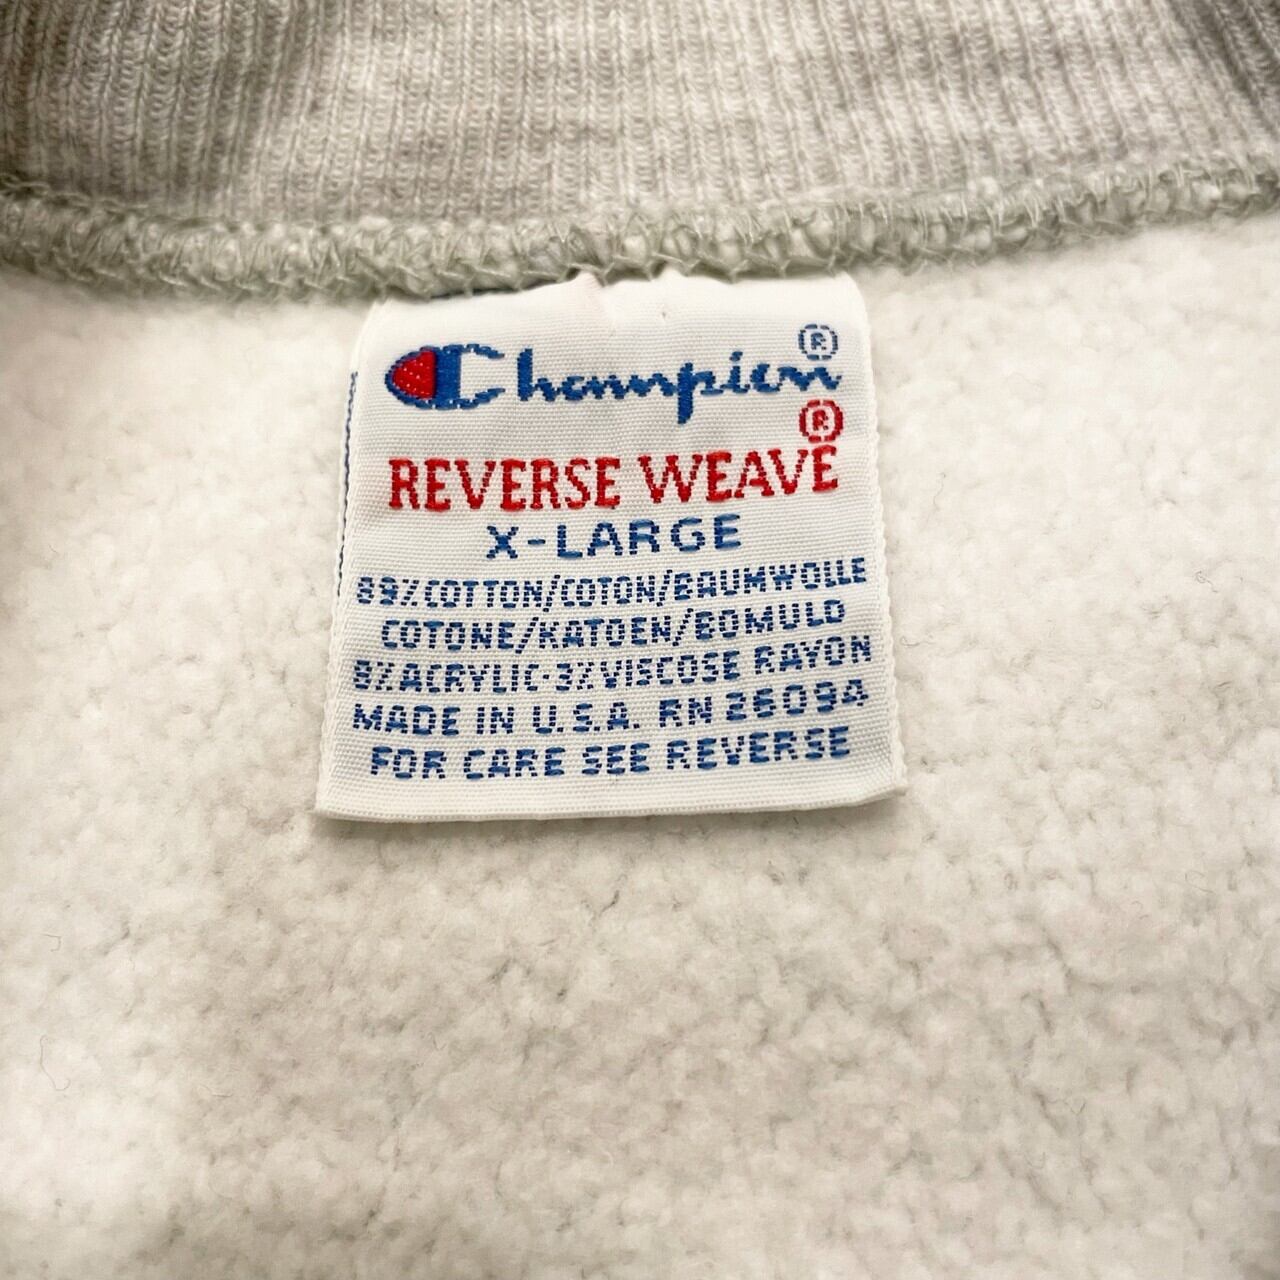 Champion®
REVERSE WEAVE®
X-LARGE
89% COTTON/COTON/BAUMWOLLE
COTONE/KATOEN/BOMULD
8% ACRYLIC·3% VISCOSE RAYON
MADE IN U.S.A. RN 26094
FOR CARE SEE REVERSE